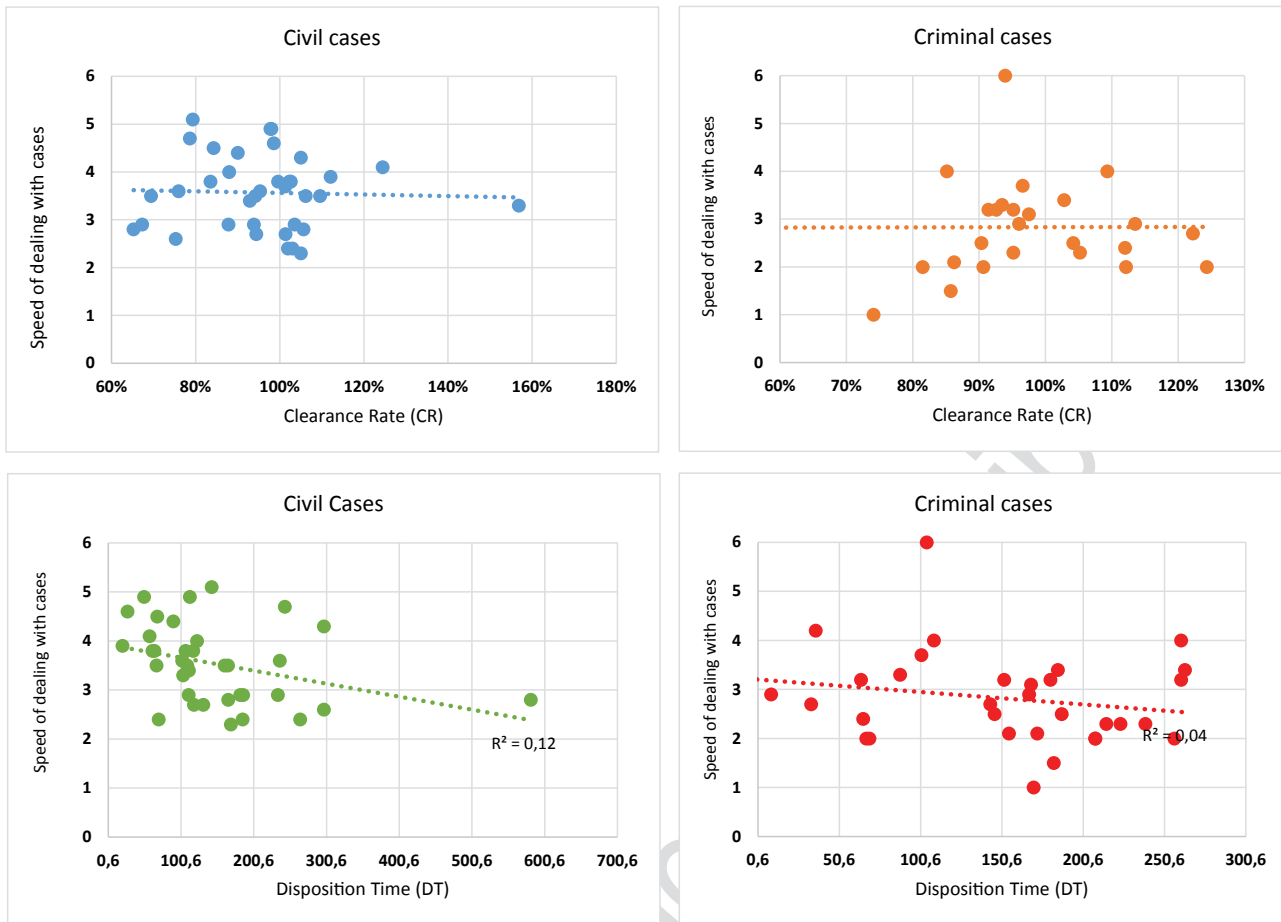 Civil cases
6
5
4
3
2
1
0
Speed of dealing with cases
60% 80% 100% 120% 140% 160% 180%
Clearance Rate (CR)
Criminal cases
6
5
4
3
2
1
0
Speed of dealing with cases
60% 70% 80% 90% 100% 110% 120% 130%
Clearance Rate (CR)
Civil Cases
6
5
4
3
2
1
0
Speed of dealing with cases
R² = 0,12
0,6 100,6 200,6 300,6 400,6 500,6 600,6 700,6
Disposition Time (DT)
Criminal cases
6
5
4
3
2
1
0
Speed of dealing with cases
R² = 0,04
0,6 50,6 100,6 150,6 200,6 250,6 300,6
Disposition Time (DT)